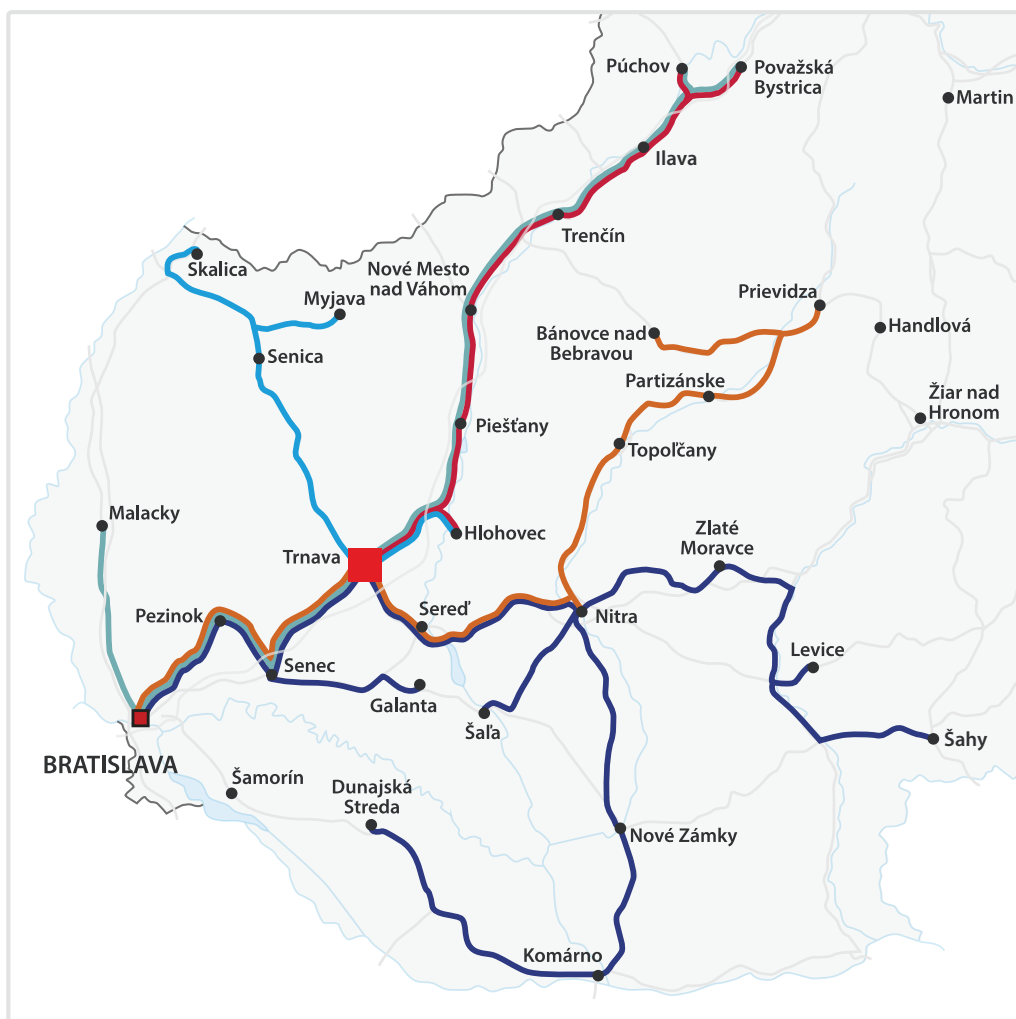 Púchov
Považská
Bystrica
Martin
Ilava
Trenčín
Skalica
Nové Mesto
nad Váhom
Myjava
Prievidza
Handlová
Bánovce nad
Bebravou
Senica
Partizánske
Žiar nad
Hronom
Piešťany
Topoľčany
Malacky
Hlohovec
Zlaté
Moravce
Trnava
Pezinok
Sereď
Nitra
Senec
Levice
Galanta
Šaľa
Šahy
BRATISLAVA
Šamorín
Dunajská
Streda
Nové Zámky
Komárno